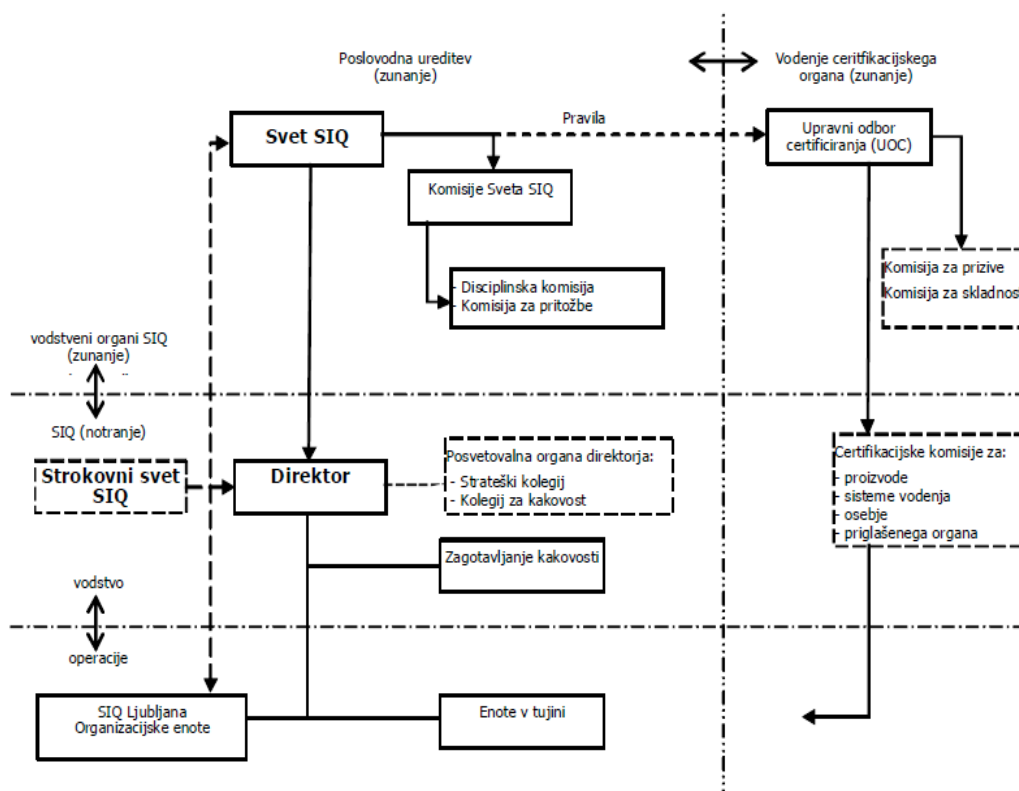 Poslovodna ureditev
(zunanje)
Vodenje ceritfikacijskega
organa (zunanje)
Svet SIQ
Pravila
Upravni odbor
certificiranja (UOC)
Komisije Sveta SIQ
- Disciplinska komisija
- Komisija za pritožbe
Komisija za prizive
Komisija za skladnost
vodstveni organi SIQ
(zunanje)
SIQ (notranje)
Strokovni svet
SIQ
Direktor
Posvetovalna organa direktorja:
- Strateški kolegij
- Kolegij za kakovost
Certifikacijske komisije za:
- proizvode
- sisteme vodenja
- osebje
- priglašenega organa
Zagotavljanje kakovosti
vodstvo
operacije
SIQ Ljubljana
Organizacijske enote
Enote v tujini